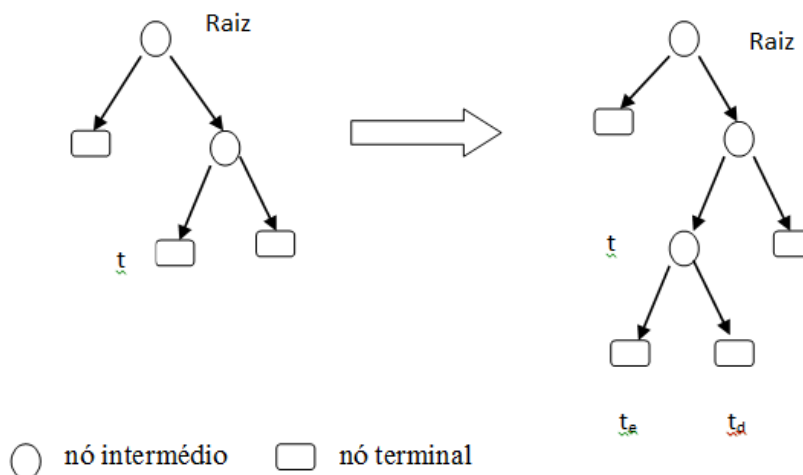 Raiz
Raiz
t
t
tₑ
t_d
nó intermédio
nó terminal